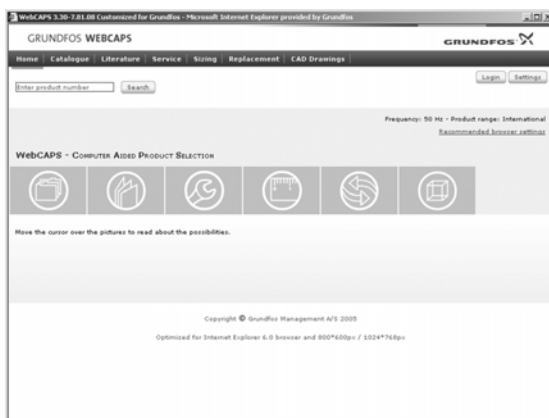 WebCAPS 3.30-7.01.08 Customized for Grundfos - Microsoft Internet Explorer provided by Grundfos
GRUNDFOS WEBCAPS
GRUNDFOS
Home Catalogue Literature Service Sizing Replacement CAD Drawings
Login Settings
Enter product number Search
Frequency: 50 Hz - Product range: International
Recommended browser settings
WebCAPS - Computer Aided Product Selection
Move the cursor over the pictures to read about the possibilities.
Copyright © Grundfos Management A/S 2005
Optimized for Internet Explorer 6.0 browser and 800*600px / 1024*768px